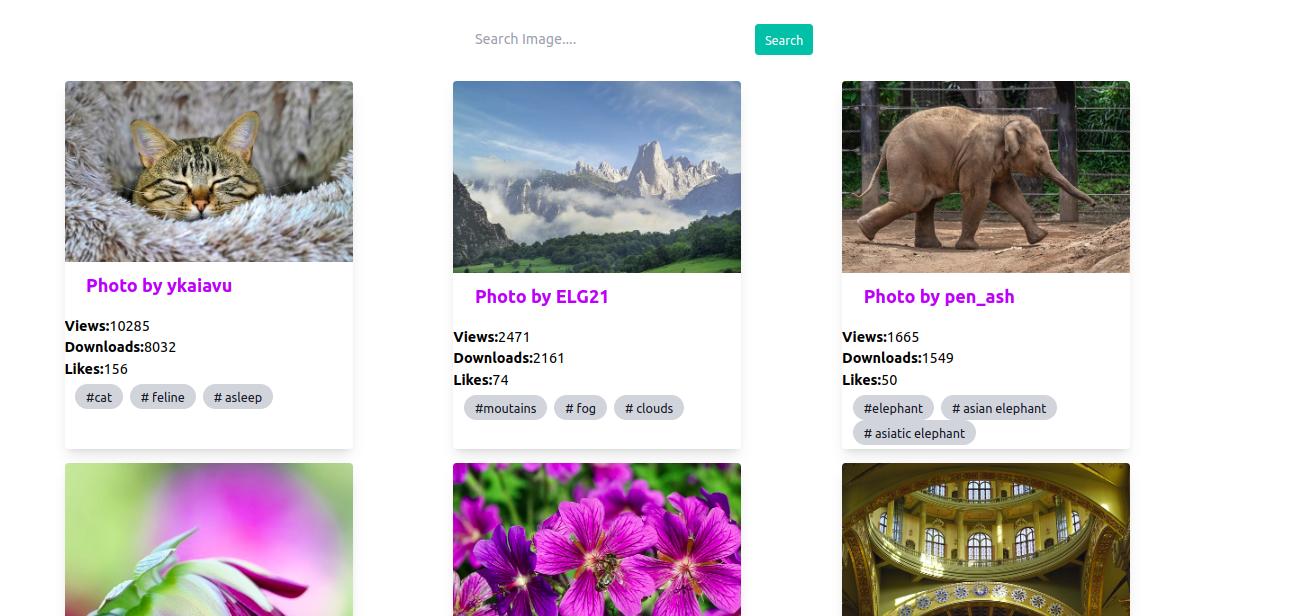 Search Image....
Search
Photo by ykaiavu
Views:10285
Downloads:8032
Likes:156
#cat # feline # asleep
Photo by ELG21
Views:2471
Downloads:2161
Likes:74
#moutains # fog # clouds
Photo by pen_ash
Views:1665
Downloads:1549
Likes:50
#elephant # asian elephant
# asiatic elephant